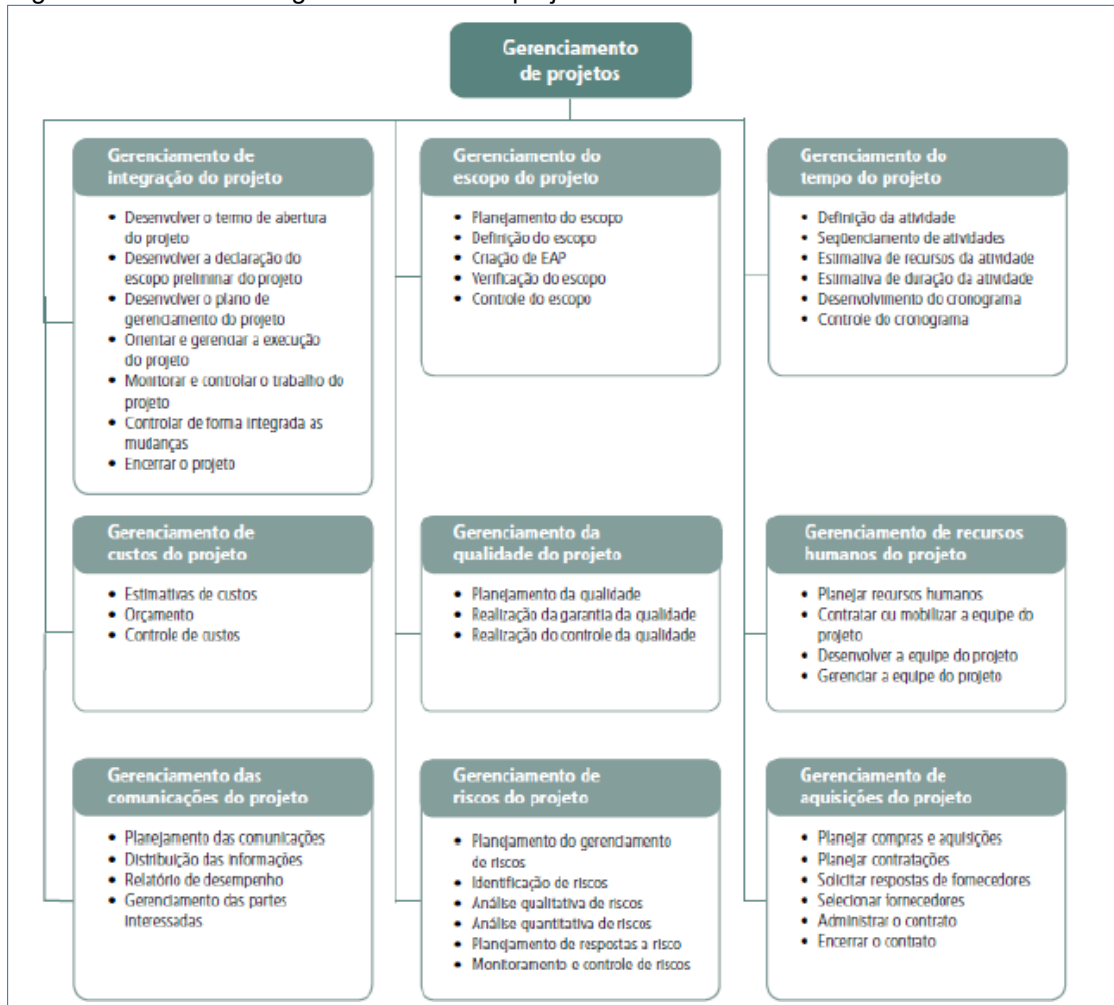 Gerenciamento
de projetos
Gerenciamento de
integração do projeto
• Desenvolver o termo de abertura
do projeto
• Desenvolver a declaração do
escopo preliminar do projeto
• Desenvolver o plano de
gerenciamento do projeto
• Orientar e gerenciar a execução
do projeto
• Monitorar e controlar o trabalho do
projeto
• Controlar de forma integrada as
mudanças
• Encerrar o projeto
Gerenciamento do
escopo do projeto
• Planejamento do escopo
• Definição do escopo
• Criação de EAP
• Verificação do escopo
• Controle do escopo
Gerenciamento do
tempo do projeto
• Definição da atividade
• Seqüenciamento de atividades
• Estimativa de recursos da atividade
• Estimativa de duração da atividade
• Desenvolvimento do cronograma
• Controle do cronograma
Gerenciamento de
custos do projeto
• Estimativas de custos
• Orçamento
• Controle de custos
Gerenciamento da
qualidade do projeto
• Planejamento da qualidade
• Realização da garantia da qualidade
• Realização do controle da qualidade
Gerenciamento de recursos
humanos do projeto
• Planejar recursos humanos
• Contratar ou mobilizar a equipe do
projeto
• Desenvolver a equipe do projeto
• Gerenciar a equipe do projeto
Gerenciamento das
comunicações do projeto
• Planejamento das comunicações
• Distribuição das informações
• Relatório de desempenho
• Gerenciamento das partes
interessadas
Gerenciamento de
riscos do projeto
• Planejamento do gerenciamento
de riscos
• Identificação de riscos
• Análise qualitativa de riscos
• Análise quantitativa de riscos
• Planejamento de respostas a risco
• Monitoramento e controle de riscos
Gerenciamento de
aquisições do projeto
• Planejar compras e aquisições
• Planejar contratações
• Solicitar respostas de fornecedores
• Selecionar fornecedores
• Administrar o contrato
• Encerrar o contrato